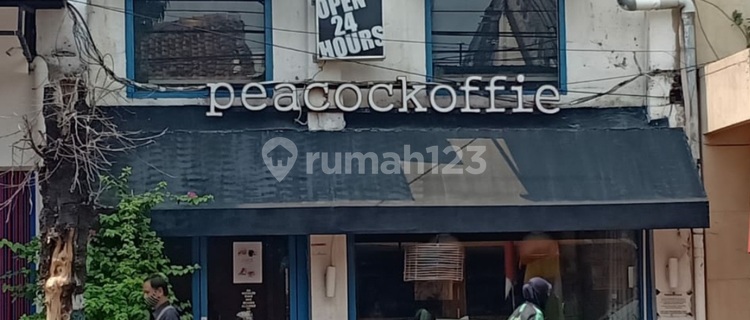 OPEN
24
HOURS
peacockoffie
rumah123